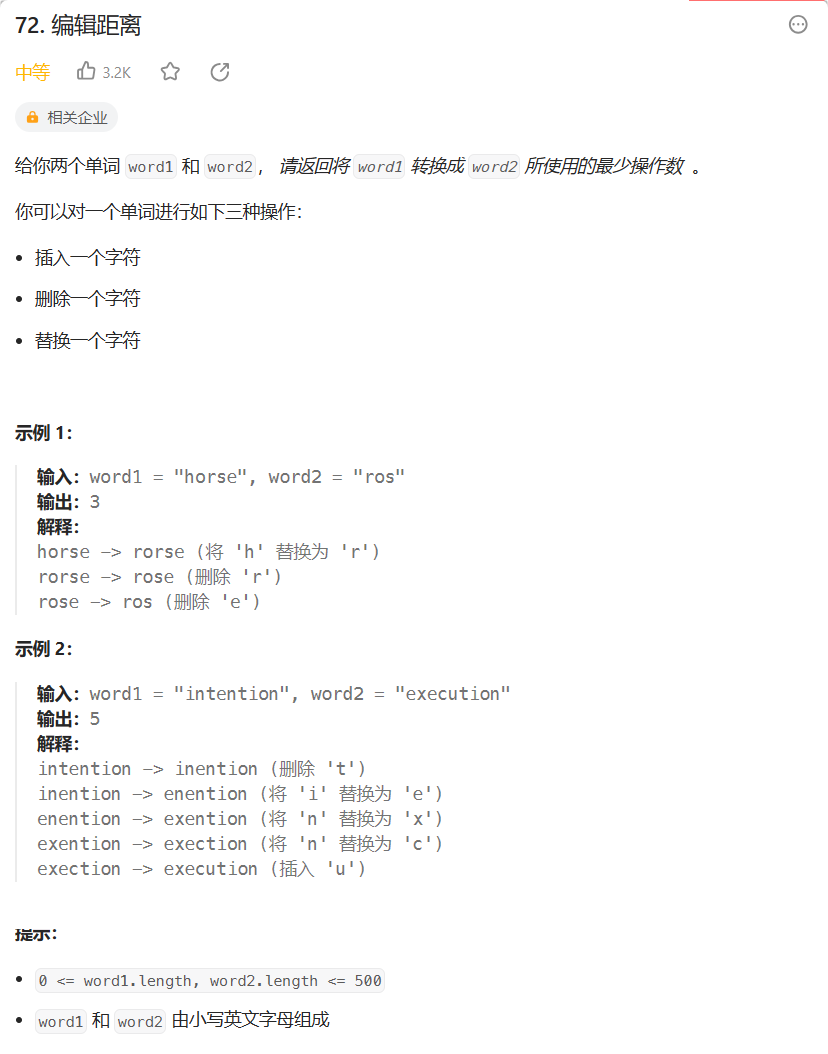 72. 编辑距离
中等 3.2K
相关企业
给你两个单词 word1 和 word2， 请返回将 word1 转换成 word2 所使用的最少操作数 。
你可以对一个单词进行如下三种操作：
• 插入一个字符
• 删除一个字符
• 替换一个字符
示例 1：
输入：word1 = "horse", word2 = "ros"
输出：3
解释：
horse -> rorse (将 'h' 替换为 'r')
rorse -> rose (删除 'r')
rose -> ros (删除 'e')
示例 2：
输入：word1 = "intention", word2 = "execution"
输出：5
解释：
intention -> inention (删除 't')
inention -> enention (将 'i' 替换为 'e')
enention -> exention (将 'n' 替换为 'x')
exention -> exection (将 'n' 替换为 'c')
exection -> execution (插入 'u')
提示：
• 0 <= word1.length, word2.length <= 500
• word1 和 word2 由小写英文字母组成